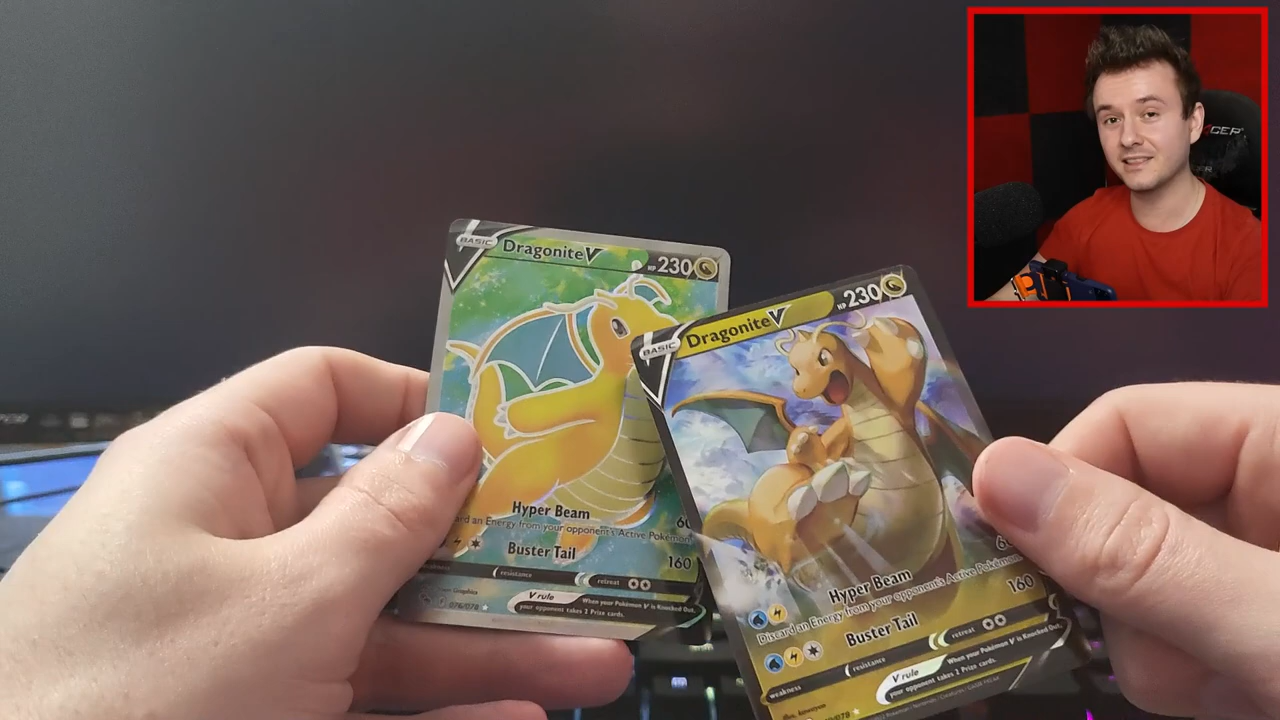 BASIC
Dragonite V
HP 230
Hyper Beam
60
an Energy from your opponent's Active Pokémon.
Buster Tail
160
weakness
resistance
retreat
V rule
When your Pokémon V is Knocked Out,
your opponent takes 2 Prize cards.
076/078
BASIC
Dragonite V
HP 230
Hyper Beam
Discard an Energy from your opponent's Active Pokémon.
Buster Tail
160
weakness
resistance
retreat
V rule
When your Pokémon V is Knocked Out,
your opponent takes 2 Prize cards.